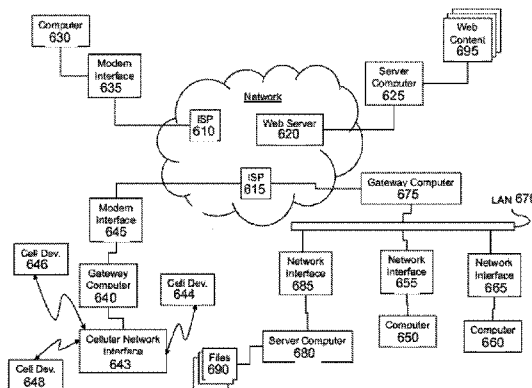 Computer
630
Modem
Interface
635
Network
ISP
610
Web Server
620
Web
Content
695
Server
Computer
625
ISP
615
Gateway Computer
675
LAN 670
Modem
Interface
645
Cell Dev.
646
Gateway
Computer
640
Cell Dev.
644
Cellular Network
Interface
643
Cell Dev.
648
Network
Interface
685
Network
Interface
655
Network
Interface
665
Files
690
Server Computer
680
Computer
650
Computer
660